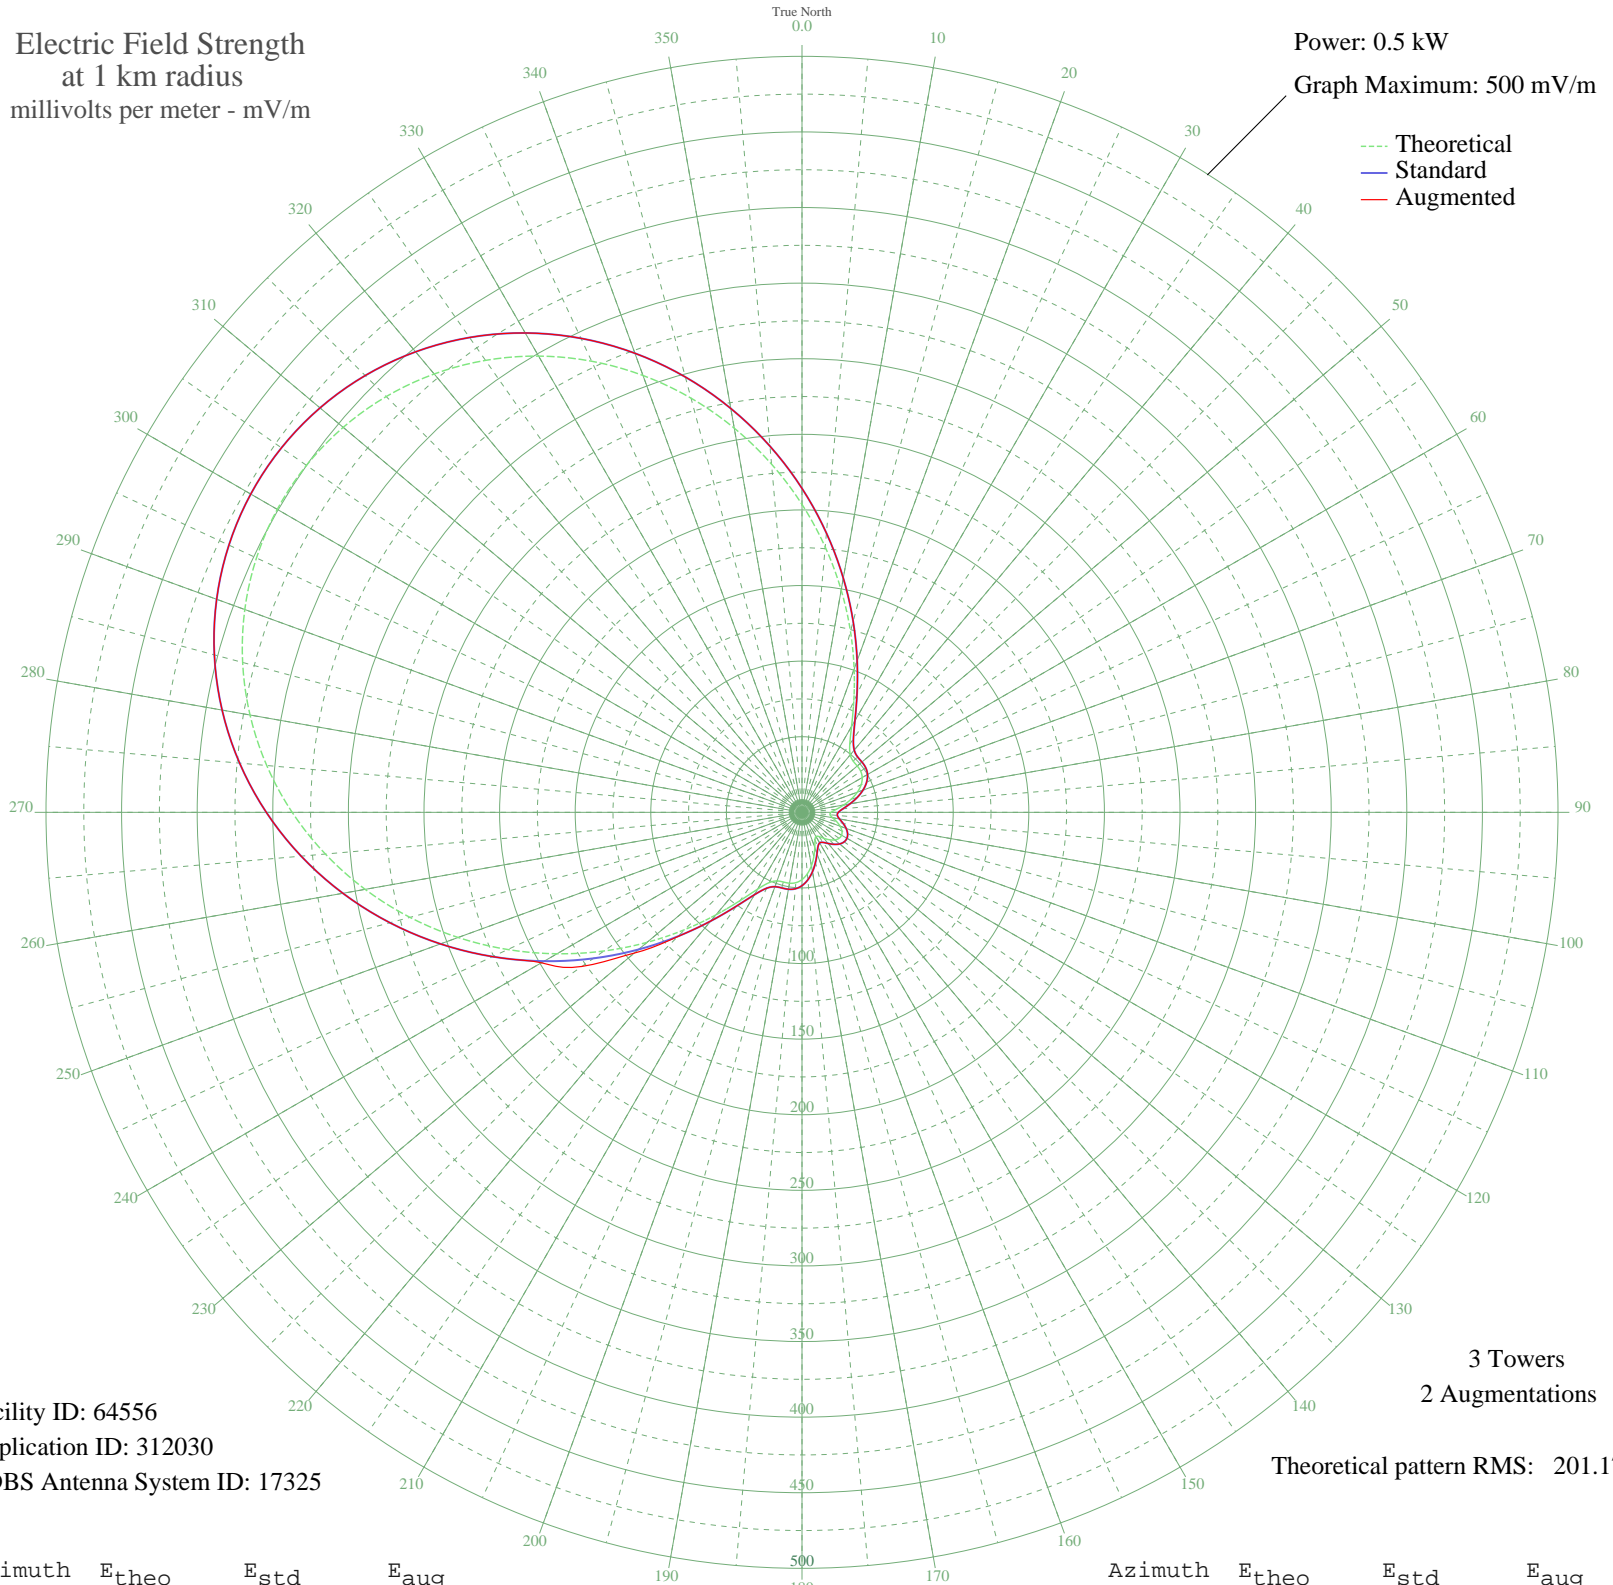 True North
0.0
Electric Field Strength
at 1 km radius
millivolts per meter - mV/m
Power: 0.5 kW
Graph Maximum: 500 mV/m
Theoretical
Standard
Augmented
10
20
30
40
50
60
70
80
90
100
110
120
130
140
150
160
170
190
200
210
220
230
240
250
260
270
280
290
300
310
320
330
340
350
100
150
200
250
300
350
400
450
500
3 Towers
2 Augmentations
Theoretical pattern RMS: 201.1
cility ID: 64556
plication ID: 312030
DBS Antenna System ID: 17325
imuth Etheo Estd Eaug
Azimuth Etheo Estd Eaug